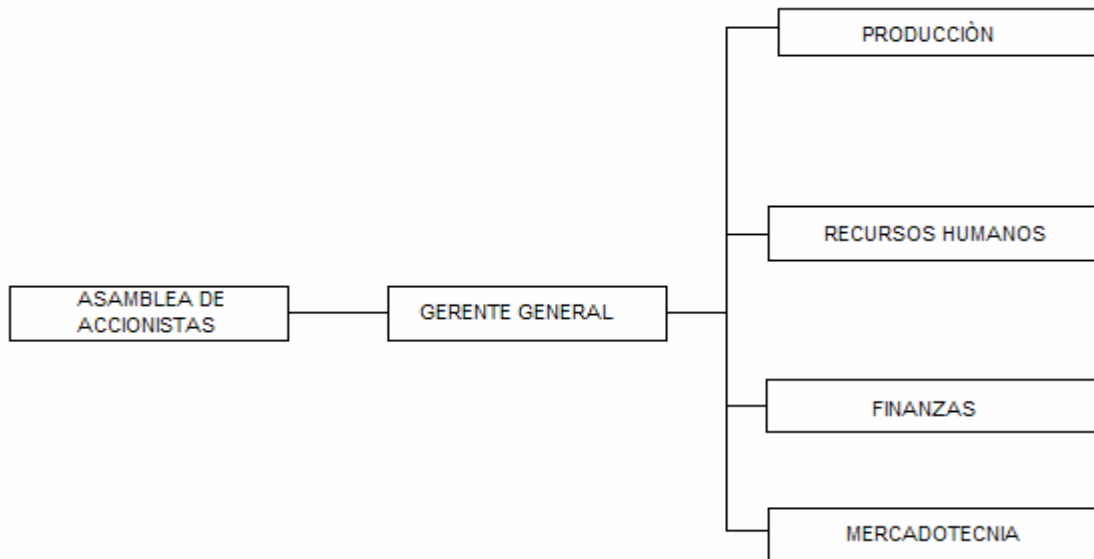 PRODUCCIÒN
RECURSOS HUMANOS
ASAMBLEA DE
ACCIONISTAS
GERENTE GENERAL
FINANZAS
MERCADOTECNIA